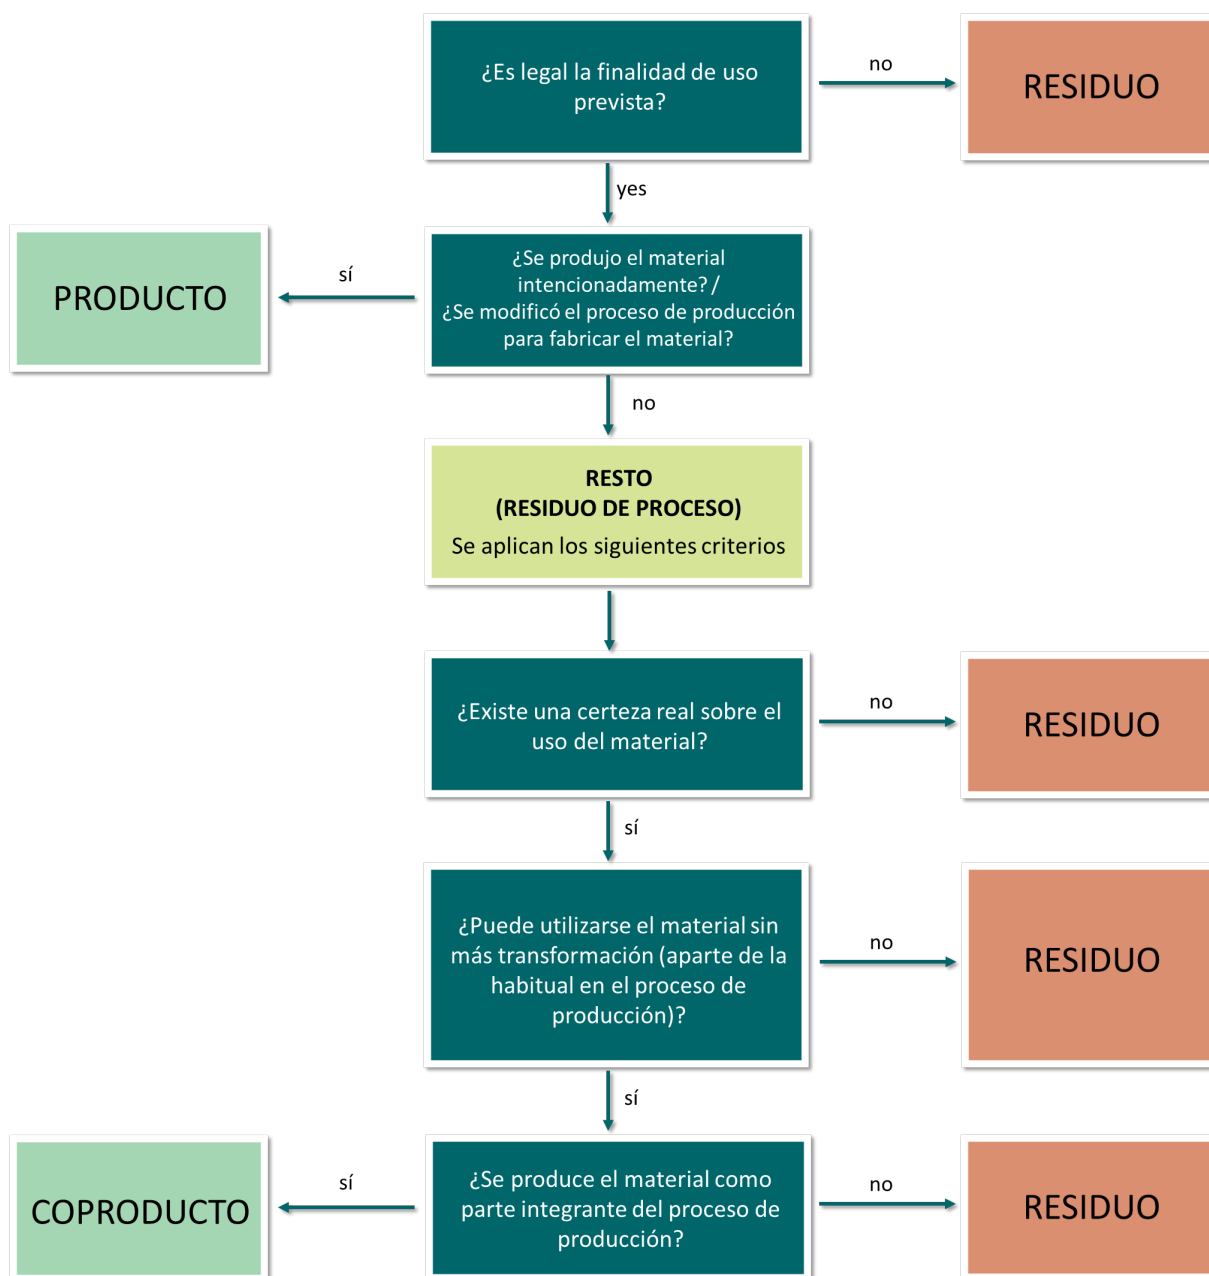 ¿Es legal la finalidad de uso
prevista?
no
RESIDUO
yes
PRODUCTO
sí
¿Se produjo el material
intencionadamente? /
¿Se modificó el proceso de producción
para fabricar el material?
no
RESTO
(RESIDUO DE PROCESO)
Se aplican los siguientes criterios
¿Existe una certeza real sobre el
uso del material?
no
RESIDUO
sí
¿Puede utilizarse el material sin
más transformación (aparte de la
habitual en el proceso de
producción)?
no
RESIDUO
sí
COPRODUCTO
sí
¿Se produce el material como
parte integrante del proceso de
producción?
no
RESIDUO